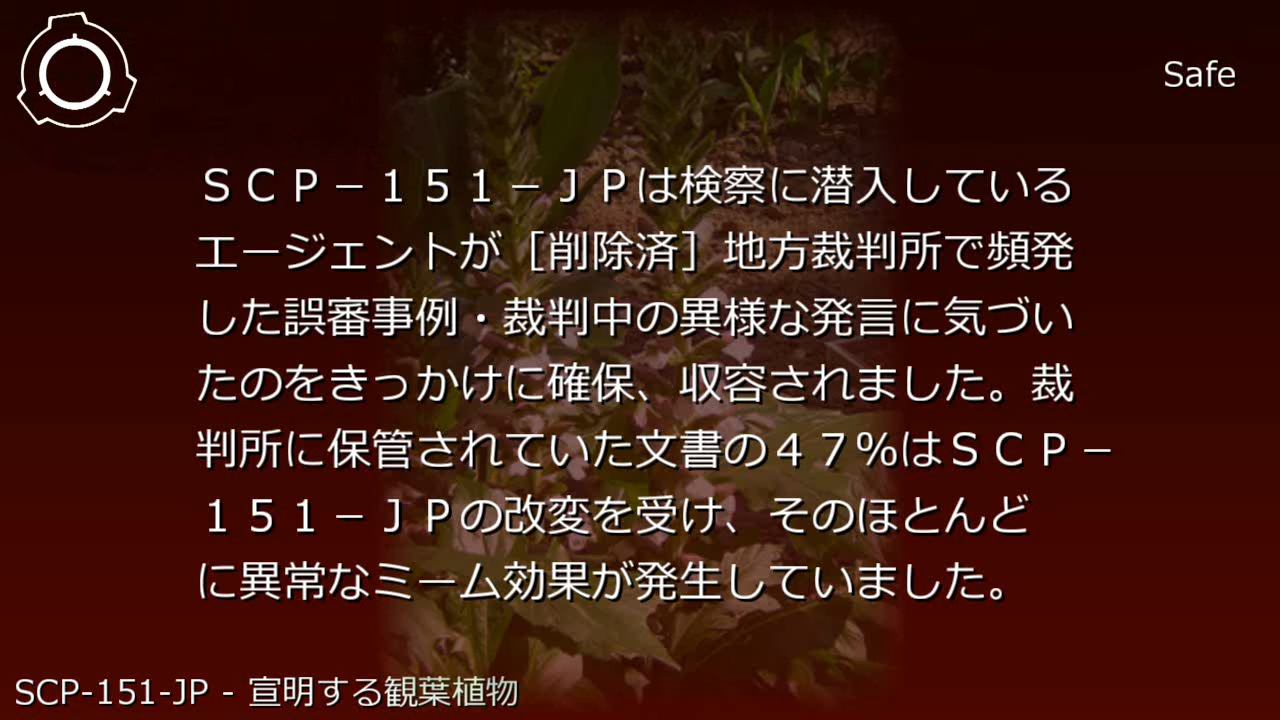 Safe
ＳＣＰ－１５１－ＪＰは検察に潜入している
エージェントが［削除済］地方裁判所で頻発
した誤審事例・裁判中の異様な発言に気づい
たのをきっかけに確保、収容されました。裁
判所に保管されていた文書の４７％はＳＣＰ－
１５１－ＪＰの改変を受け、そのほとんど
に異常なミーム効果が発生していました。
SCP-151-JP - 宣明する観葉植物